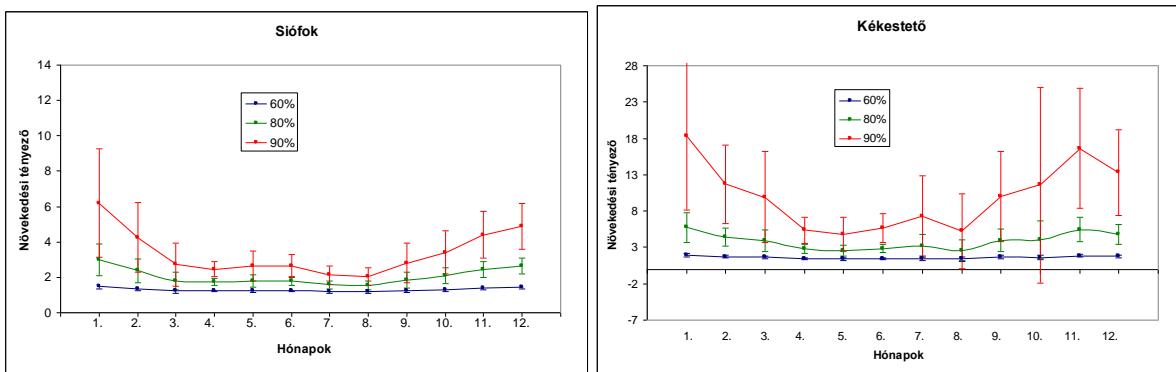 Siófok
14
12
10
8
6
4
2
0
Növekedési tényező
60%
80%
90%
1. 2. 3. 4. 5. 6. 7. 8. 9. 10. 11. 12.
Hónapok
Kékestető
28
23
18
13
8
3
-2
-7
Növekedési tényező
60%
80%
90%
1. 2. 3. 4. 5. 6. 7. 8. 9. 10. 11. 12.
Hónapok